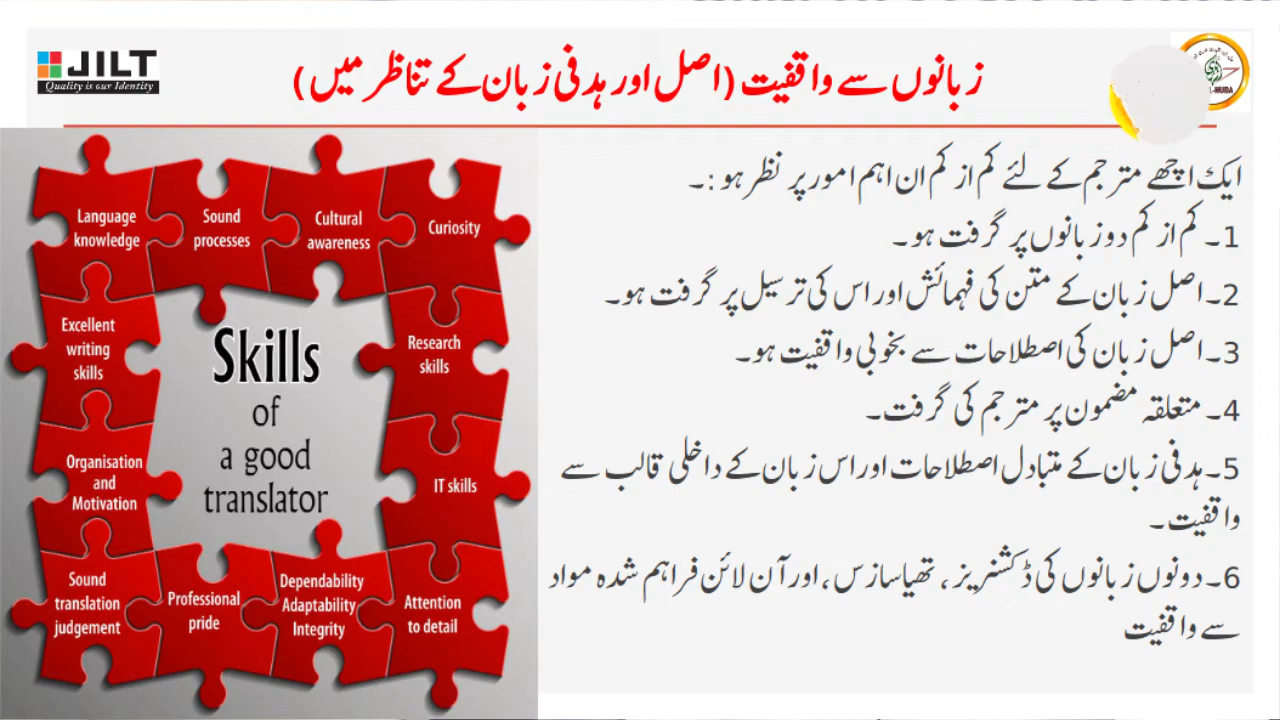 JILT
Quality is our Identity
زبانوں سے واقفیت (اصل اور ہدفی زبان کے تناظر میں)
ایک اچھے مترجم کے لئے کم از کم ان اہم امور پر نظر ہو :۔
1۔ کم از کم دو زبانوں پر گرفت ہو۔
2۔ اصل زبان کے متن کی فہمائش اور اس کی ترسیل پر گرفت ہو۔
3۔ اصل زبان کی اصطلاحات سے بخوبی واقفیت ہو۔
4۔ متعلقہ مضمون پر مترجم کی گرفت۔
5۔ ہدفی زبان کے متبادل اصطلاحات اور اس زبان کے داخلی قالب سے
واقفیت۔
6۔ دونوں زبانوں کی ڈکشنریز، تھیاسازس، اور آن لائن فراہم شدہ مواد
سے واقفیت
Language
knowledge
Sound
processes
Cultural
awareness
Curiosity
Excellent
writing
skills
Research
skills
Skills
of
a good
translator
Organisation
and
Motivation
IT skills
Sound
translation
judgement
Professional
pride
Dependability
Adaptability
Integrity
Attention
to detail